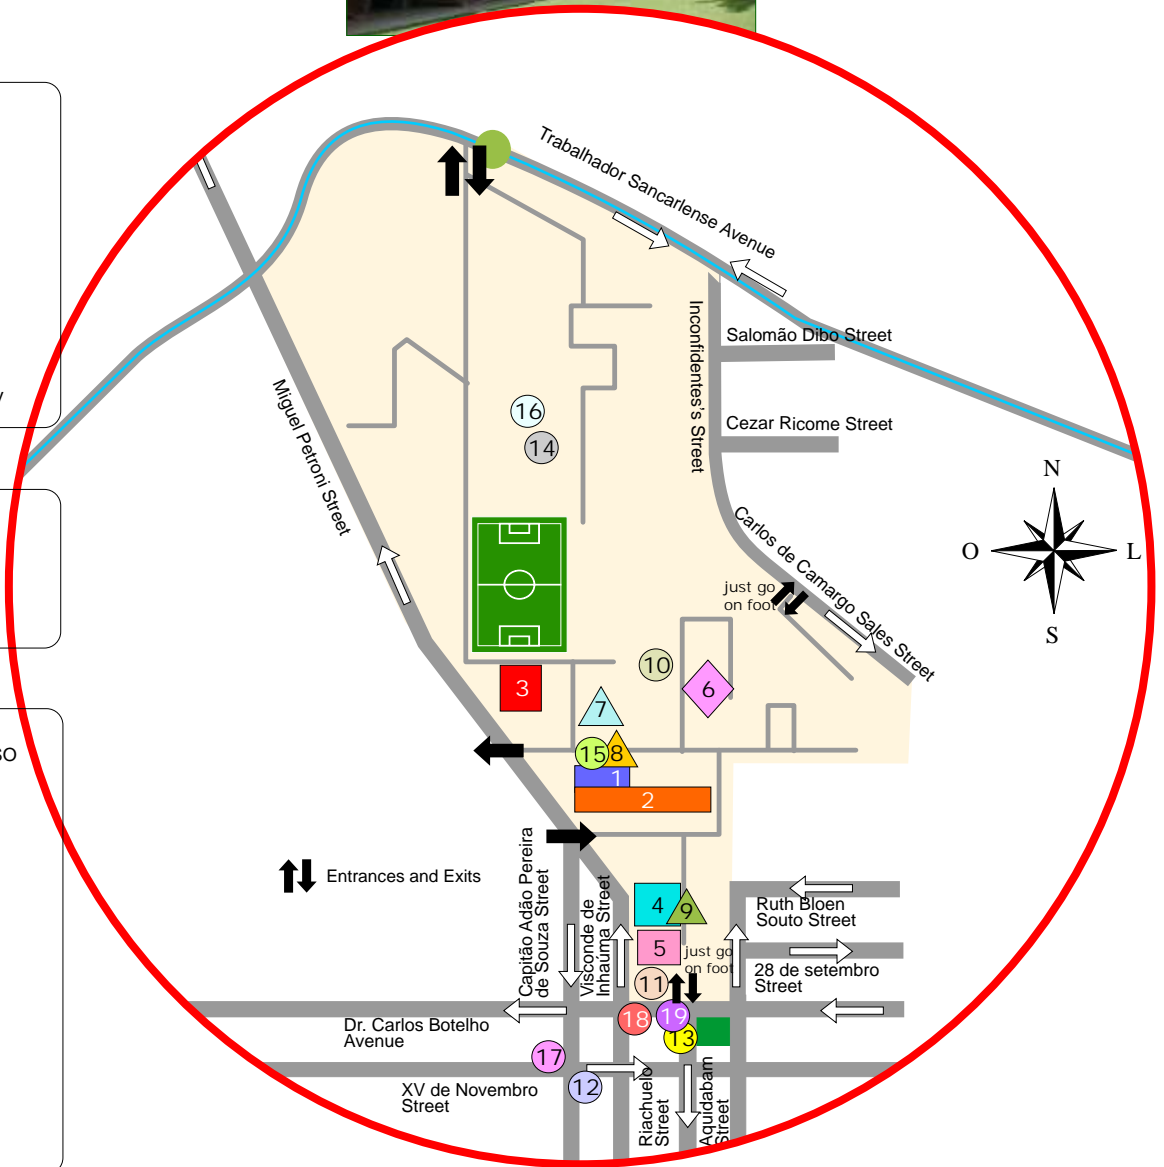 Trabalhador Sancarlense Avenue
Inconfidentes's Street
Salomão Dibo Street
Cezar Ricome Street
Miguel Petroni Street
16
14
N
O
L
S
Carlos de Camargo Sales Street
just go
on foot
10
3
6
7
15
8
1
2
Capitão Adão Pereira
de Souza Street
Visconde de
Inhaúma Street
Entrances and Exits
4
9
5
just go
on foot
11
Ruth Bloen
Souto Street
28 de setembro
Street
18
19
13
Dr. Carlos Botelho
Avenue
17
12
XV de Novembro
Street
Riachuelo
Street
Aquidabam
Street